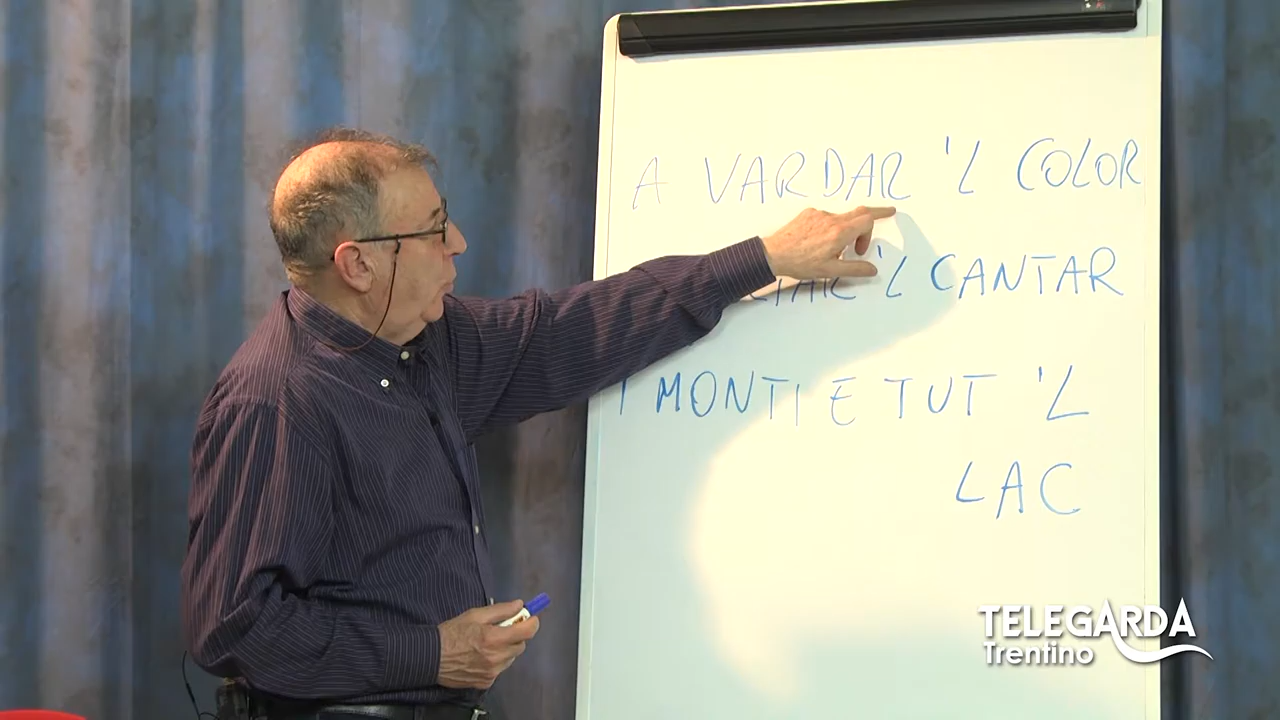 A VARDAR 'L COLOR
'L CANTAR
I MONTI E TUT 'L
LAC
TELEGARDA
Trentino